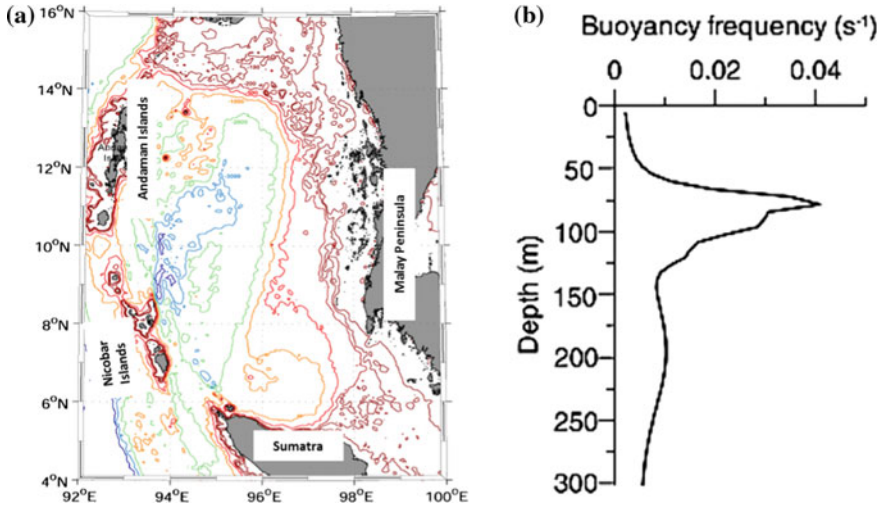 (a)
16°N
14°N
12°N
10°N
8°N
6°N
4°N
92°E
94°E
96°E
98°E
100°E
Andaman Islands
Nicobar
Islands
Malay Peninsula
Sumatra
(b)
Buoyancy frequency (s⁻¹)
0
0.02
0.04
Depth (m)
0
50
100
150
200
250
300